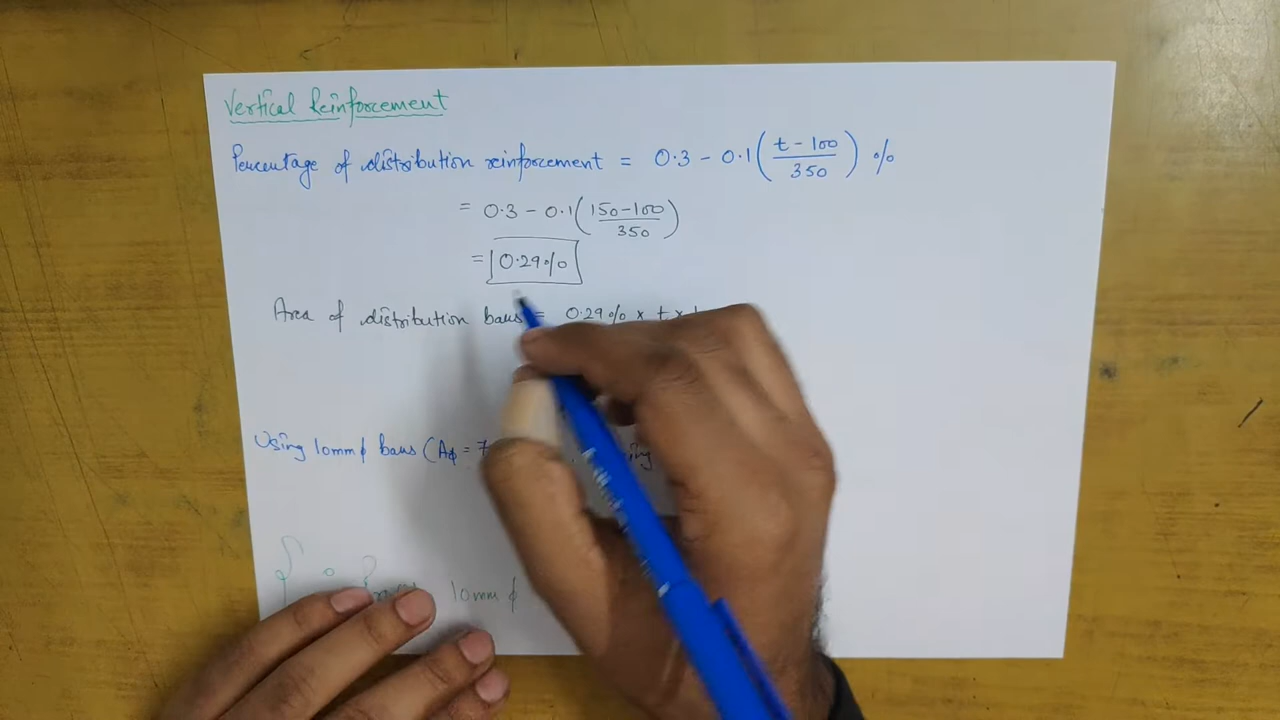 Vertical Reinforcement
Percentage of distribution reinforcement = 0.3 - 0.1 ( t - 100 / 350 ) %
= 0.3 - 0.1 ( 150 - 100 / 350 )
= 0.29%
Area of distribution bars = 0.29% x t x
Using 10mm ϕ bars (Aϕ = 7
10mm ϕ